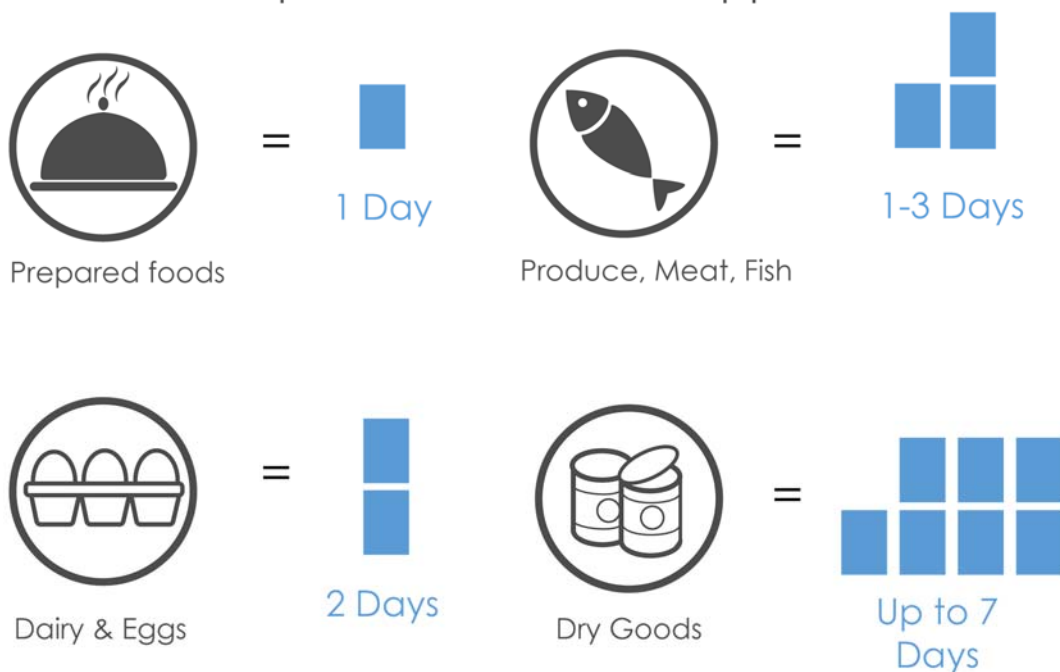 =
1 Day
Prepared foods
=
1-3 Days
Produce, Meat, Fish
=
2 Days
Dairy & Eggs
=
Up to 7
Days
Dry Goods